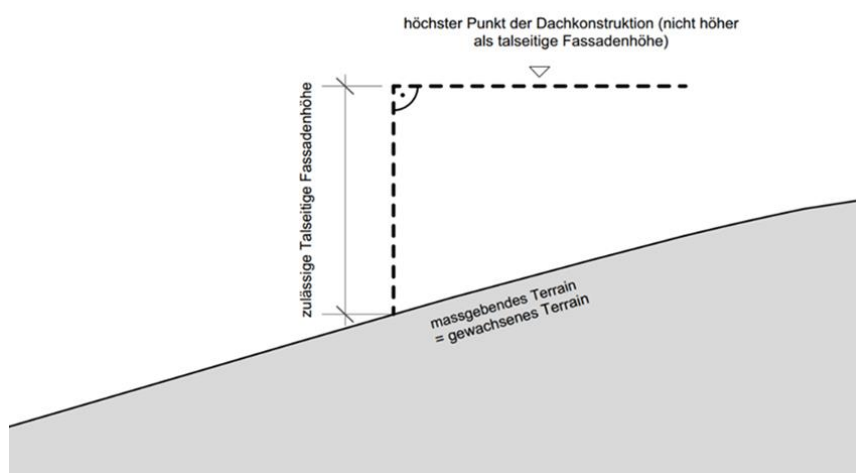 höchster Punkt der Dachkonstruktion (nicht höher
als talseitige Fassadenhöhe)
zulässige Talseitige Fassadenhöhe
massgebendes Terrain
= gewachsenes Terrain